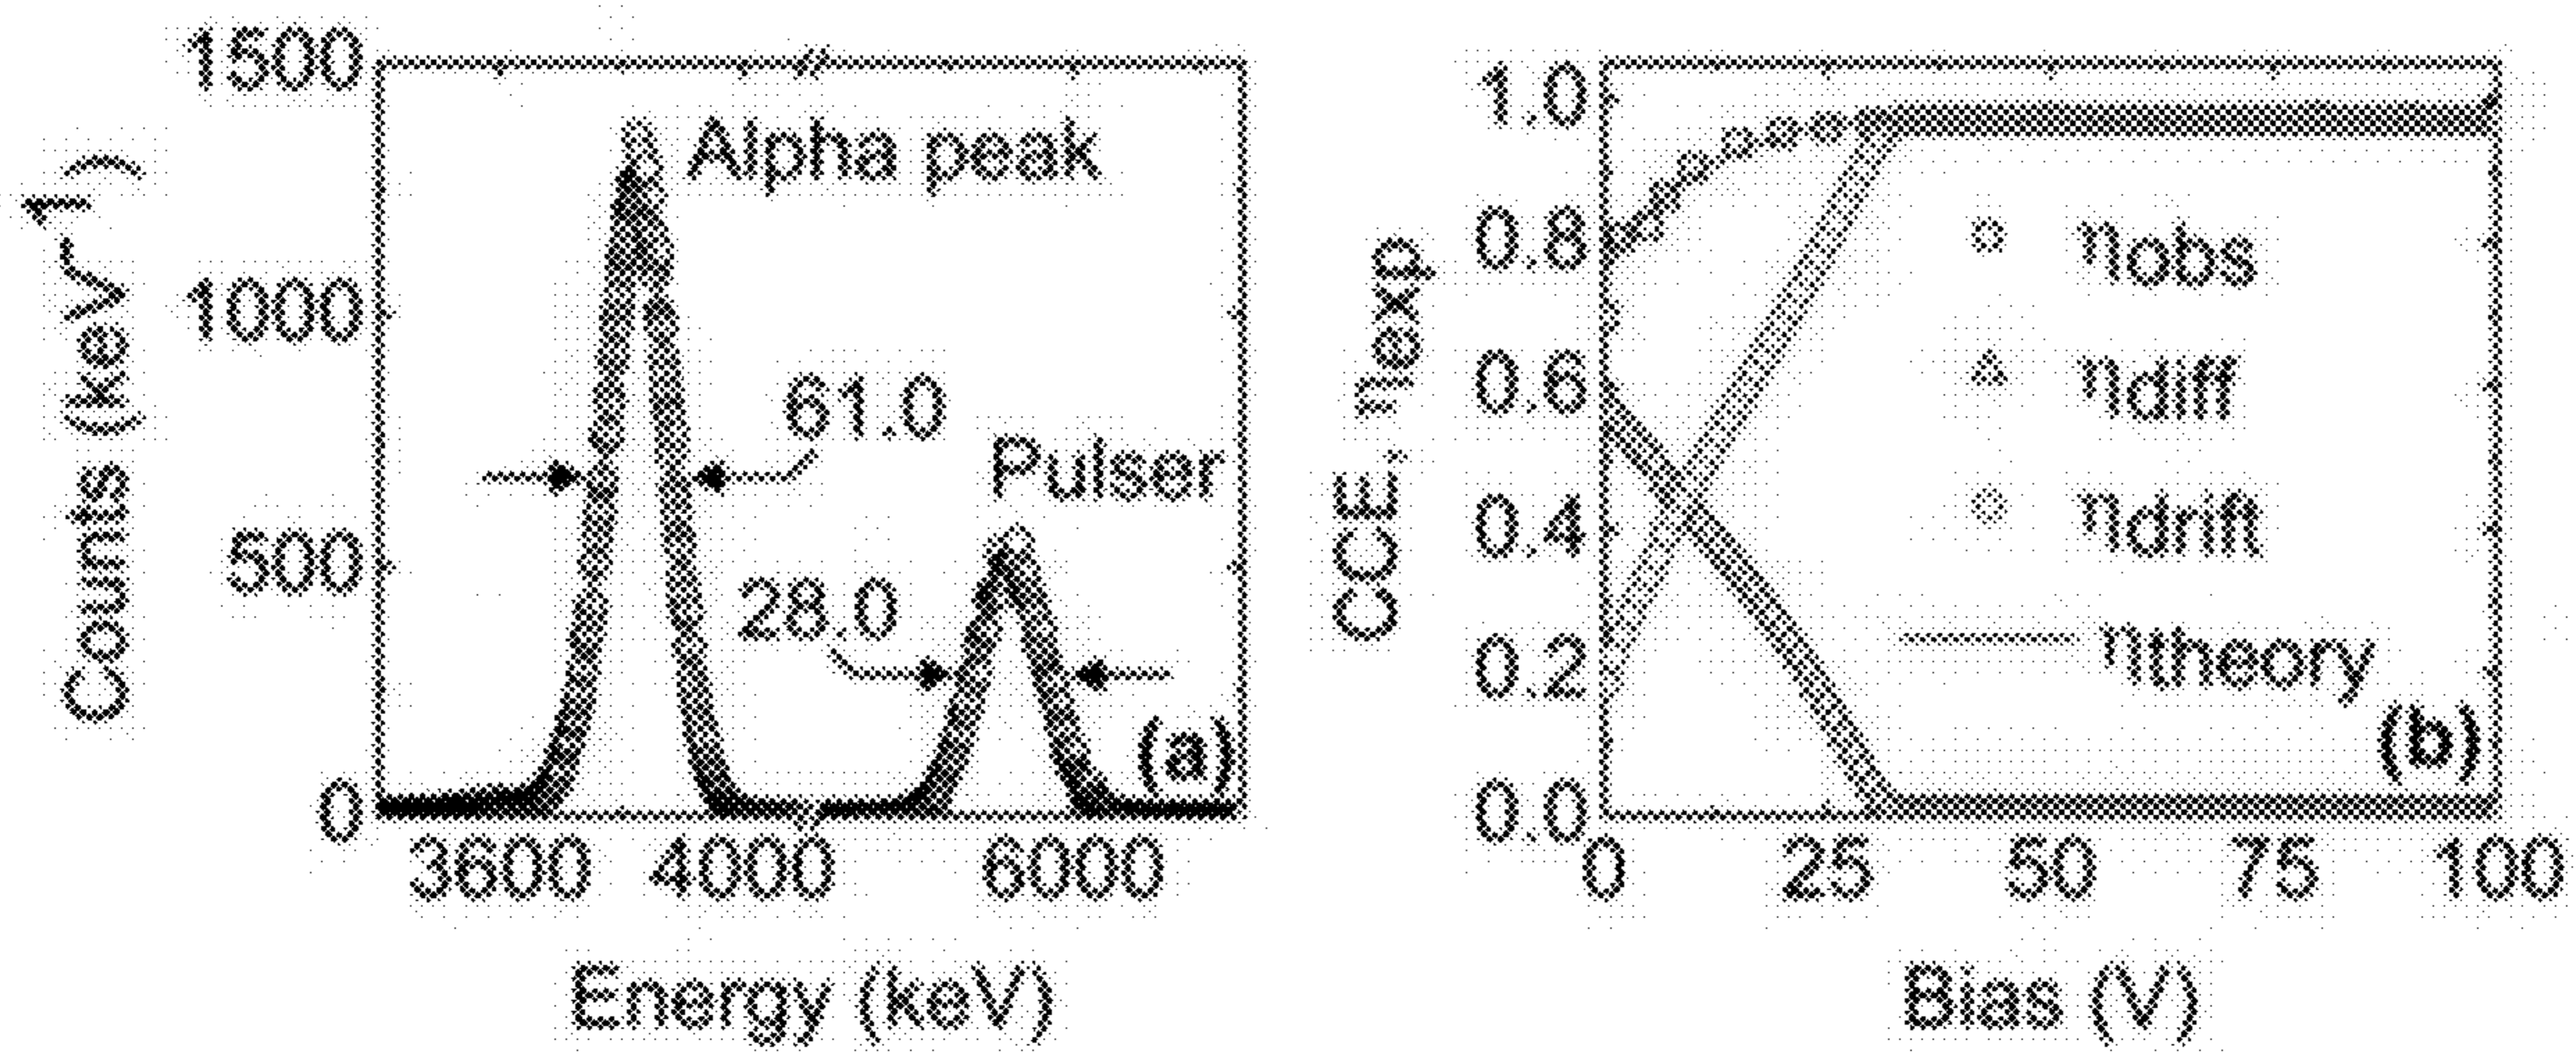 1500
1000
500
0
Counts (keV-1)
Alpha peak
61.0
Pulser
28.0
(a)
3600 4000 6000
Energy (keV)
1.0
0.8
0.6
0.4
0.2
0.0
CCE, ηexp
ηobs
ηdiff
ηdrift
ηtheory
(b)
0 25 50 75 100
Bias (V)